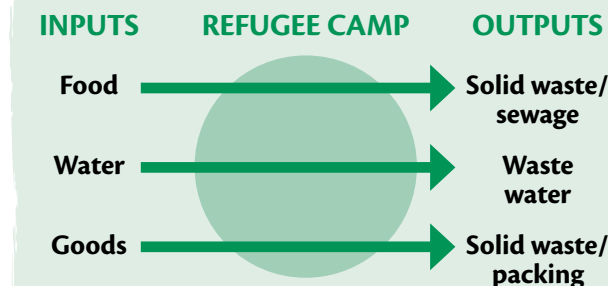 INPUTS REFUGEE CAMP OUTPUTS
Food Solid waste/
sewage
Water Waste
water
Goods Solid waste/
packing